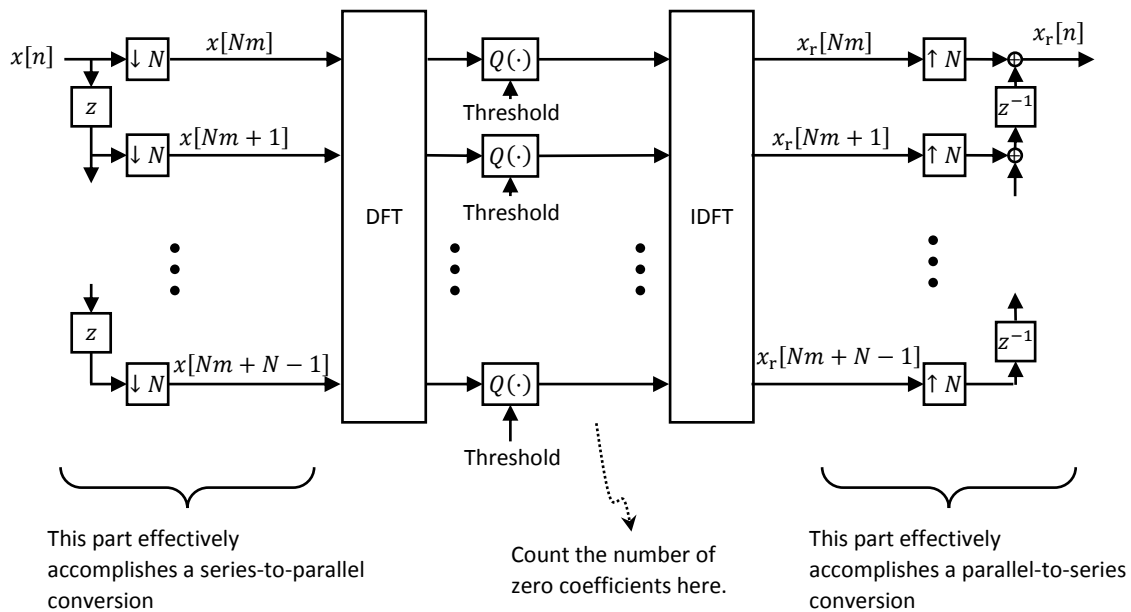 x[n]
↓ N
x[Nm]
Q(·)
x_r[Nm]
↑ N
x_r[n]
z
Threshold
z⁻¹
↓ N
x[Nm + 1]
Q(·)
x_r[Nm + 1]
↑ N
Threshold
DFT
IDFT
z
z⁻¹
↓ N
x[Nm + N − 1]
Q(·)
x_r[Nm + N − 1]
↑ N
Threshold
This part effectively
accomplishes a series-to-parallel
conversion
Count the number of
zero coefficients here.
This part effectively
accomplishes a parallel-to-series
conversion